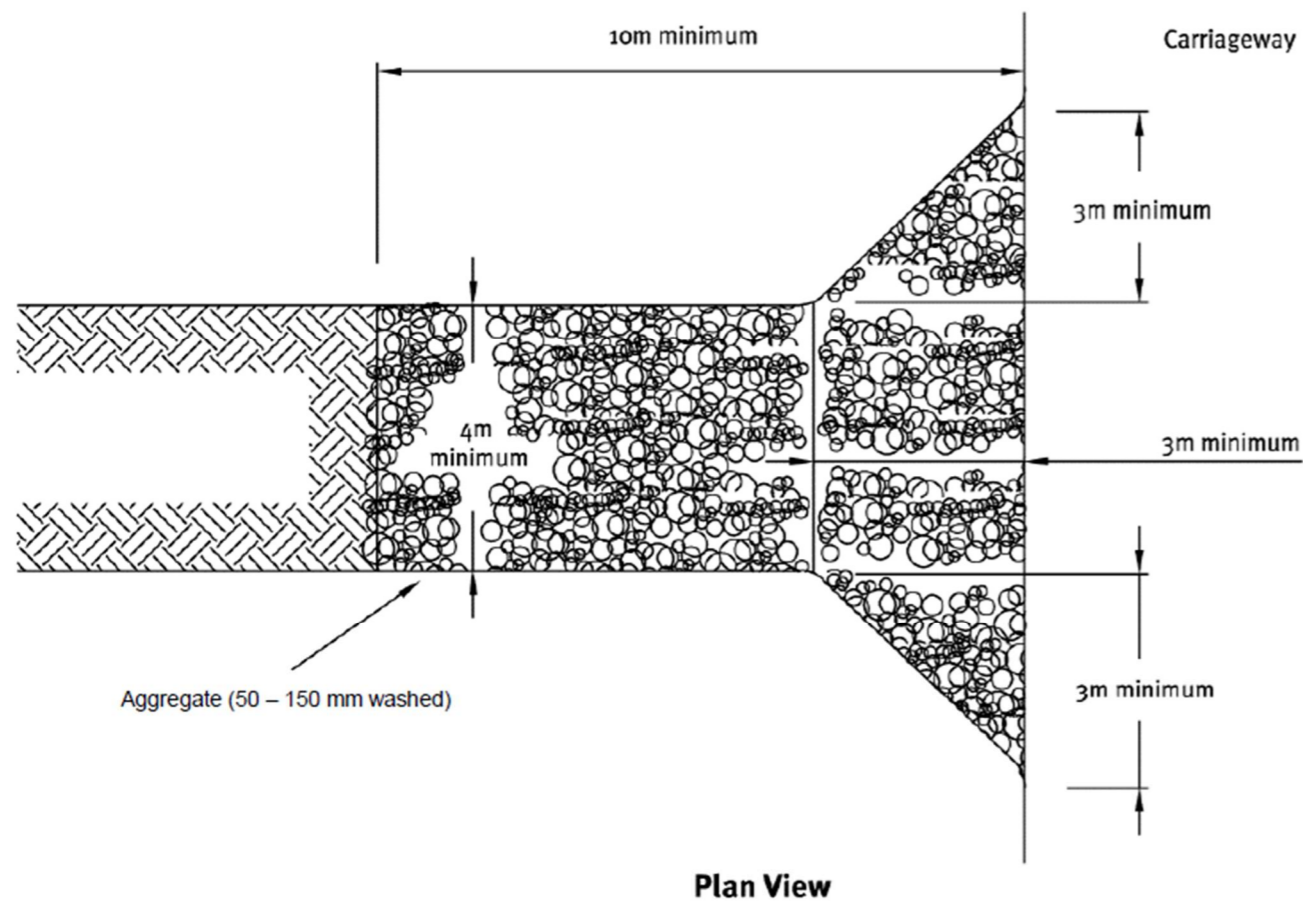 10m minimum
Carriageway
3m minimum
4m
minimum
3m minimum
3m minimum
Aggregate (50 – 150 mm washed)
Plan View